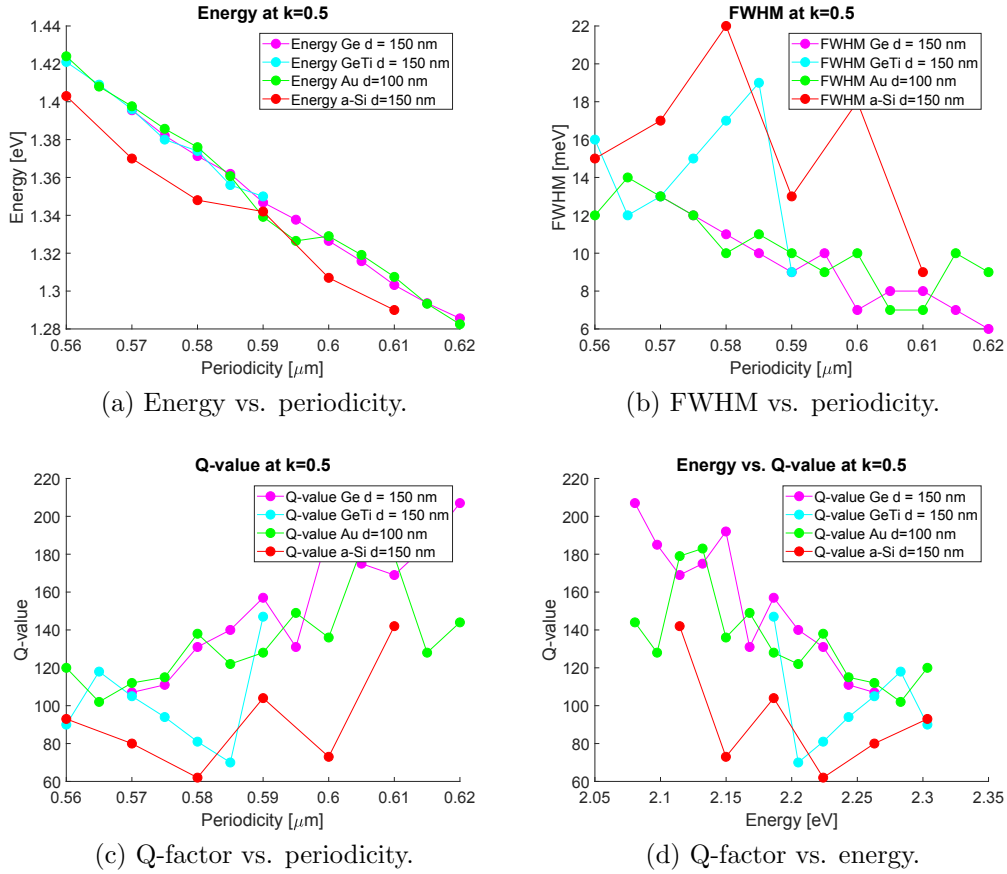 Energy at k=0.5
1.44
1.42
1.4
1.38
1.36
1.34
1.32
1.3
1.28
Energy [eV]
Energy Ge d = 150 nm
Energy GeTi d = 150 nm
Energy Au d=100 nm
Energy a-Si d=150 nm
0.56 0.57 0.58 0.59 0.6 0.61 0.62
Periodicity [μm]
(a) Energy vs. periodicity.
FWHM at k=0.5
22
20
18
16
14
12
10
8
6
FWHM [meV]
FWHM Ge d = 150 nm
FWHM GeTi d = 150 nm
FWHM Au d=100 nm
FWHM a-Si d=150 nm
0.56 0.57 0.58 0.59 0.6 0.61 0.62
Periodicity [μm]
(b) FWHM vs. periodicity.
Q-value at k=0.5
220
200
180
160
140
120
100
80
60
Q-value
Q-value Ge d = 150 nm
Q-value GeTi d = 150 nm
Q-value Au d=100 nm
Q-value a-Si d=150 nm
0.56 0.57 0.58 0.59 0.6 0.61 0.62
Periodicity [μm]
(c) Q-factor vs. periodicity.
Energy vs. Q-value at k=0.5
220
200
180
160
140
120
100
80
60
Q-value
Q-value Ge d = 150 nm
Q-value GeTi d = 150 nm
Q-value Au d=100 nm
Q-value a-Si d=150 nm
2.05 2.1 2.15 2.2 2.25 2.3 2.35
Energy [eV]
(d) Q-factor vs. energy.